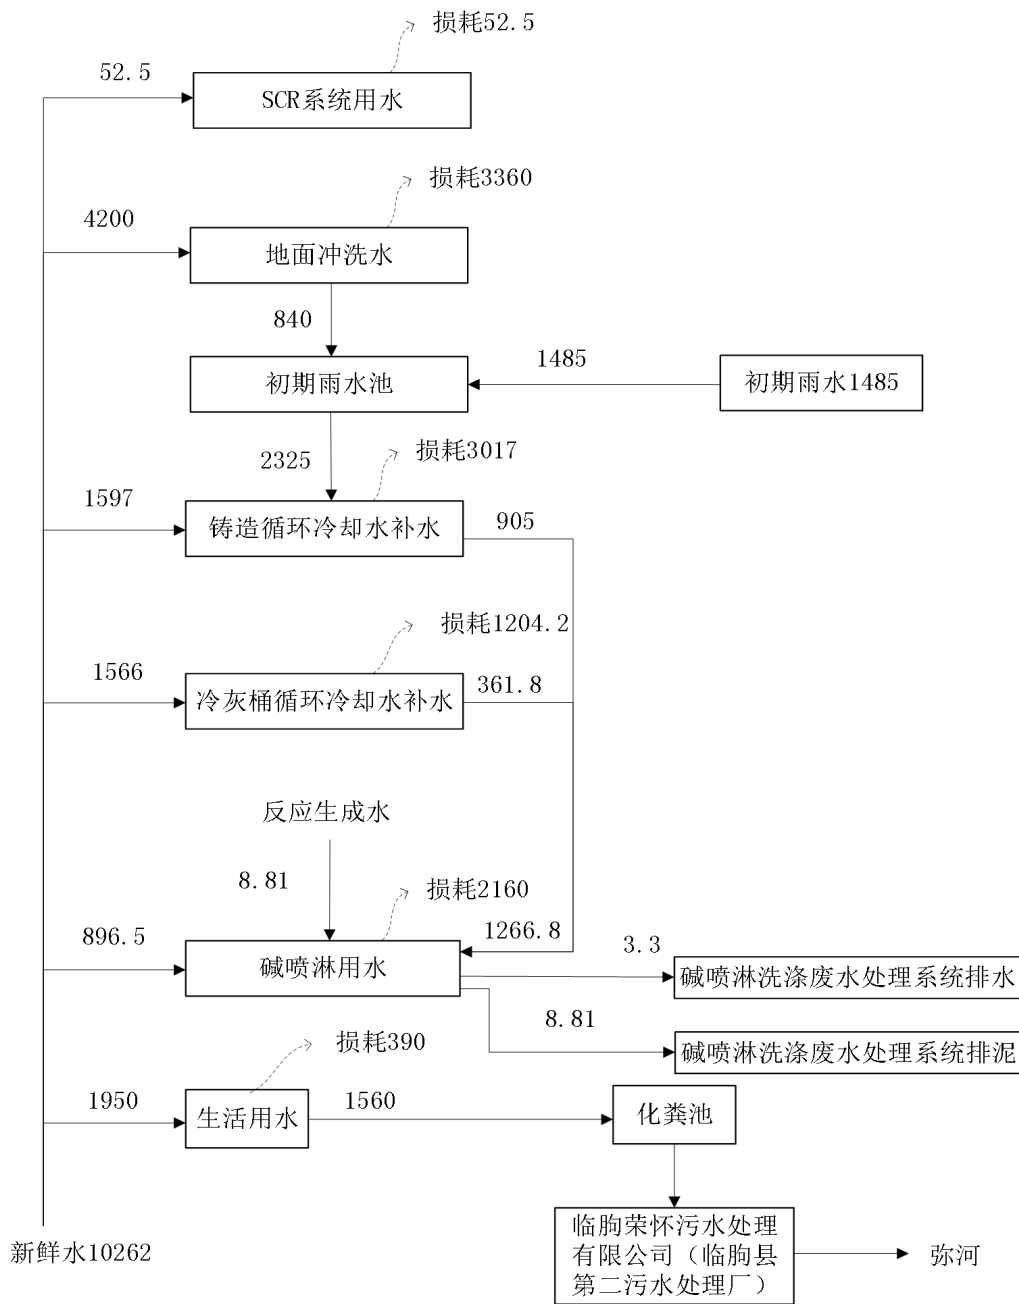 损耗52.5
52.5
SCR系统用水
损耗3360
4200
地面冲洗水
840
1485
初期雨水池
初期雨水1485
2325
损耗3017
1597
铸造循环冷却水补水
905
损耗1204.2
1566
冷灰桶循环冷却水补水
361.8
反应生成水
8.81
损耗2160
896.5
碱喷淋用水
1266.8
3.3
碱喷淋洗涤废水处理系统排水
8.81
碱喷淋洗涤废水处理系统排泥
损耗390
1950
生活用水
1560
化粪池
临朐荣怀污水处理
有限公司（临朐县
第二污水处理厂）
弥河
新鲜水10262